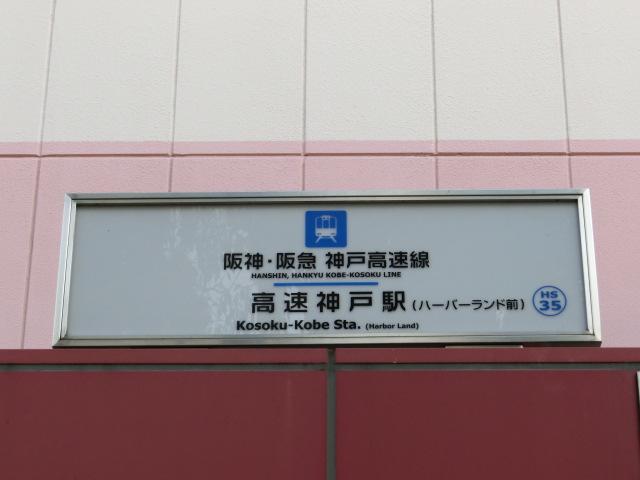 阪神・阪急 神戸高速線
HANSHIN, HANKYU KOBE-KOSOKU LINE
高速神戸駅(ハーバーランド前) HS 35
Kosoku-Kobe Sta. (Harbor Land)